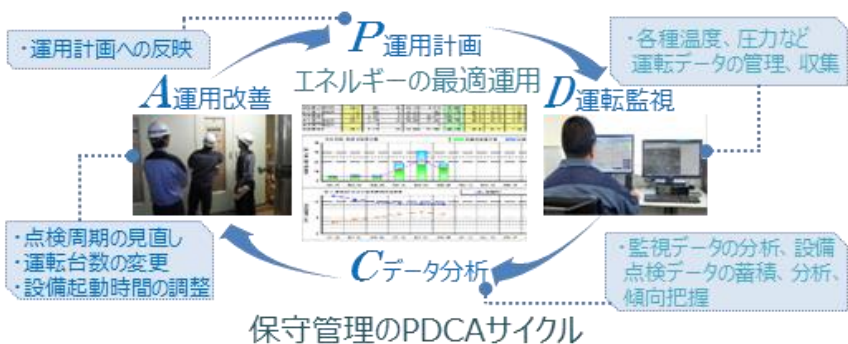 ・運用計画への反映
P運用計画
・各種温度、圧力など
運転データの管理、収集
エネルギーの最適運用
A運用改善
D運転監視
・点検周期の見直し
・運転台数の変更
・設備起動時間の調整
Cデータ分析
・監視データの分析、設備
点検データの蓄積、分析、
傾向把握
保守管理のPDCAサイクル